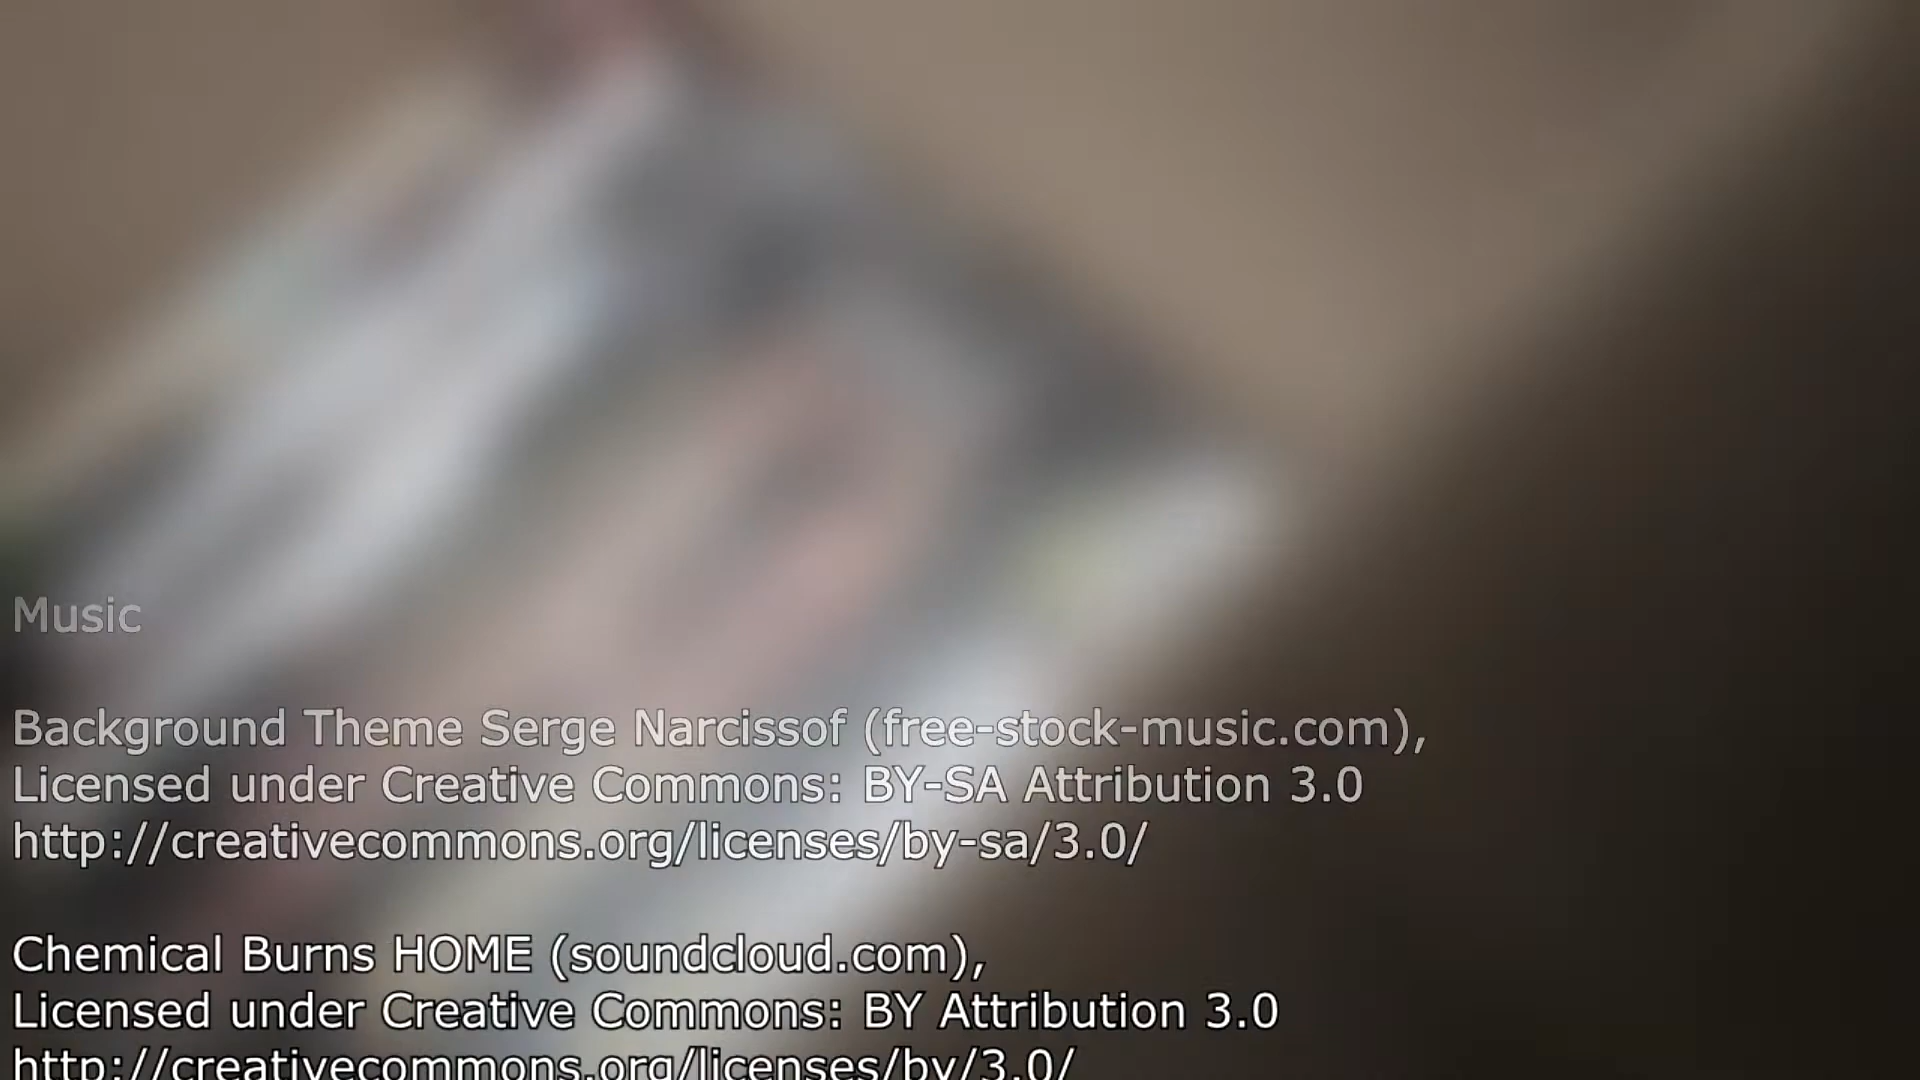 Music
Background Theme Serge Narcissof (free-stock-music.com),
Licensed under Creative Commons: BY-SA Attribution 3.0
http://creativecommons.org/licenses/by-sa/3.0/
Chemical Burns HOME (soundcloud.com),
Licensed under Creative Commons: BY Attribution 3.0
http://creativecommons.org/licenses/by/3.0/